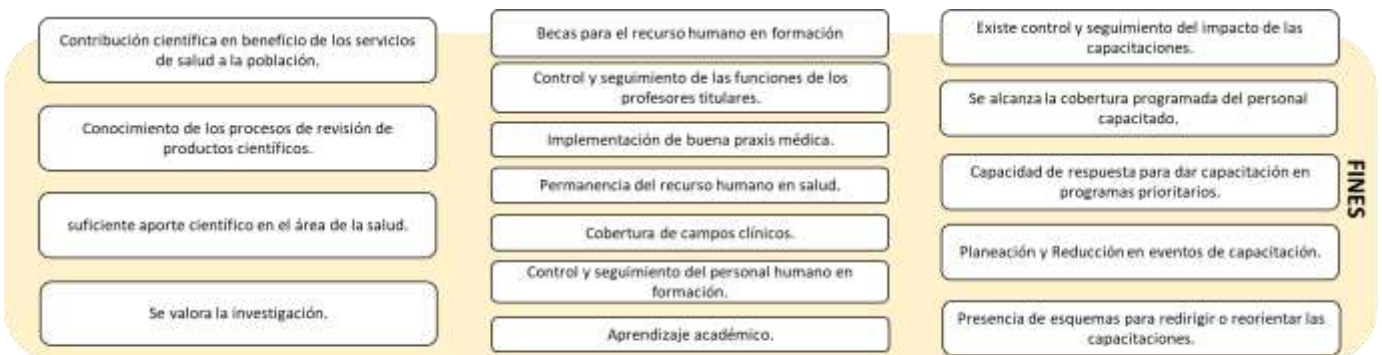 Contribución científica en beneficio de los servicios
de salud a la población.
Conocimiento de los procesos de revisión de
productos científicos.
suficiente aporte científico en el área de la salud.
Se valora la investigación.
Becas para el recurso humano en formación
Control y seguimiento de las funciones de los
profesores titulares.
Implementación de buena praxis médica.
Permanencia del recurso humano en salud.
Cobertura de campos clínicos.
Control y seguimiento del personal humano en
formación.
Aprendizaje académico.
Existe control y seguimiento del impacto de las
capacitaciones.
Se alcanza la cobertura programada del personal
capacitado.
Capacidad de respuesta para dar capacitación en
programas prioritarios.
Planeación y Reducción en eventos de capacitación.
Presencia de esquemas para redirigir o reorientar las
capacitaciones.
FINES